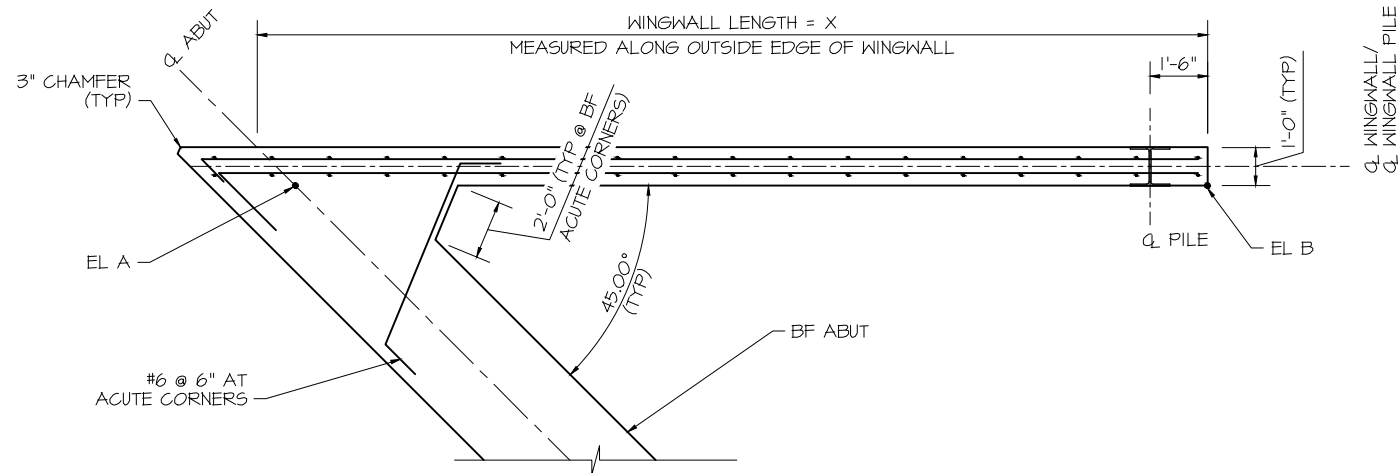 WINGWALL LENGTH = X
MEASURED ALONG OUTSIDE EDGE OF WINGWALL
℄ ABUT
3" CHAMFER
(TYP)
1'-6"
1'-0" (TYP)
℄ WINGWALL/
℄ WINGWALL PILE
2'-0" (TYP @ BF
ACUTE CORNERS)
EL A
45.00°
(TYP)
℄ PILE
EL B
BF ABUT
#6 @ 6" AT
ACUTE CORNERS